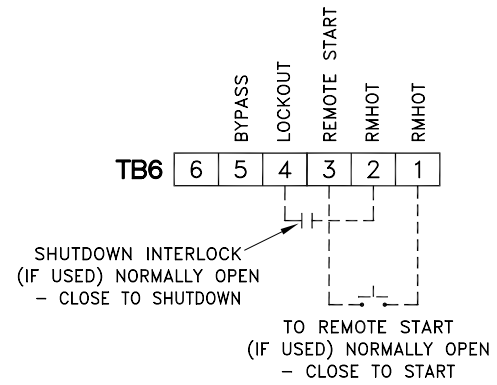 BYPASS
LOCKOUT
REMOTE START
RMHOT
RMHOT
TB6 6 5 4 3 2 1
SHUTDOWN INTERLOCK
(IF USED) NORMALLY OPEN
– CLOSE TO SHUTDOWN
TO REMOTE START
(IF USED) NORMALLY OPEN
– CLOSE TO START